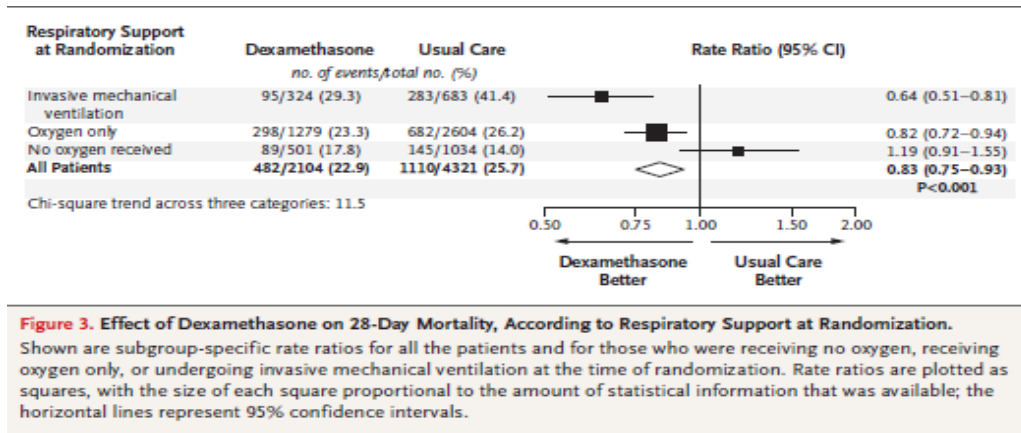 Respiratory Support
at Randomization Dexamethasone Usual Care Rate Ratio (95% CI)
no. of events/total no. (%)
Invasive mechanical
ventilation 95/324 (29.3) 283/683 (41.4) 0.64 (0.51–0.81)
Oxygen only 298/1279 (23.3) 682/2604 (26.2) 0.82 (0.72–0.94)
No oxygen received 89/501 (17.8) 145/1034 (14.0) 1.19 (0.91–1.55)
All Patients 482/2104 (22.9) 1110/4321 (25.7) 0.83 (0.75–0.93)
P<0.001
Chi-square trend across three categories: 11.5
0.50 0.75 1.00 1.50 2.00
Dexamethasone
Better
Usual Care
Better
Figure 3. Effect of Dexamethasone on 28-Day Mortality, According to Respiratory Support at Randomization.
Shown are subgroup-specific rate ratios for all the patients and for those who were receiving no oxygen, receiving
oxygen only, or undergoing invasive mechanical ventilation at the time of randomization. Rate ratios are plotted as
squares, with the size of each square proportional to the amount of statistical information that was available; the
horizontal lines represent 95% confidence intervals.